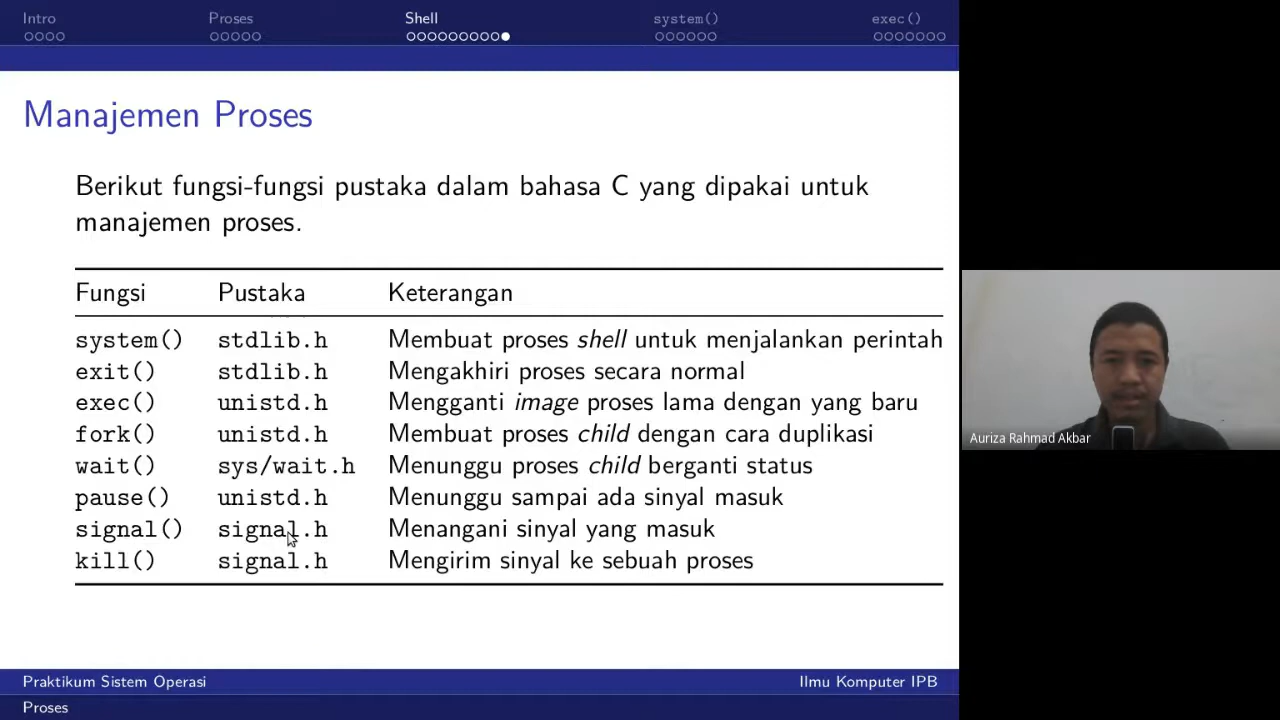 Intro Proses Shell system() exec()
Manajemen Proses
Berikut fungsi-fungsi pustaka dalam bahasa C yang dipakai untuk
manajemen proses.
Fungsi Pustaka Keterangan
system() stdlib.h Membuat proses shell untuk menjalankan perintah
exit() stdlib.h Mengakhiri proses secara normal
exec() unistd.h Mengganti image proses lama dengan yang baru
fork() unistd.h Membuat proses child dengan cara duplikasi
wait() sys/wait.h Menunggu proses child berganti status
pause() unistd.h Menunggu sampai ada sinyal masuk
signal() signal.h Menangani sinyal yang masuk
kill() signal.h Mengirim sinyal ke sebuah proses
Auriza Rahmad Akbar
Praktikum Sistem Operasi Ilmu Komputer IPB
Proses